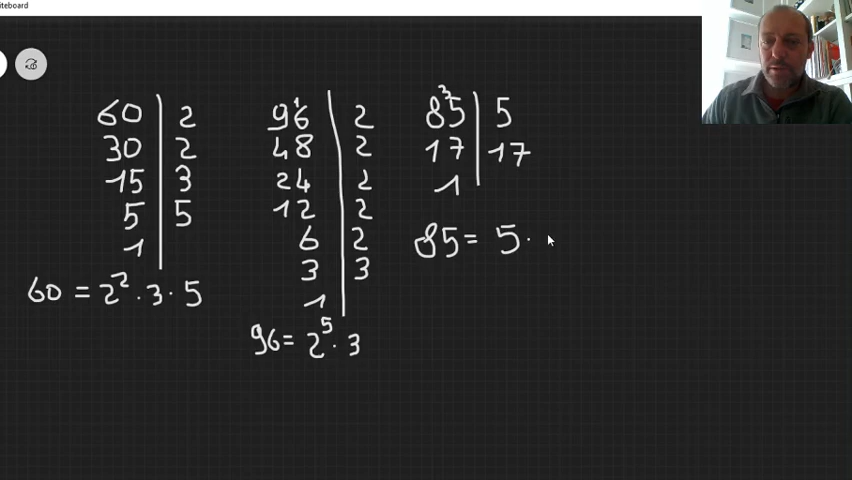 iteboard
60 | 2
30 | 2
15 | 3
5 | 5
1
60 = 2² · 3 · 5
96 | 2
48 | 2
24 | 2
12 | 2
6 | 2
3 | 3
1
96 = 2⁵ · 3
85 | 5
17 | 17
1
85 = 5 ·